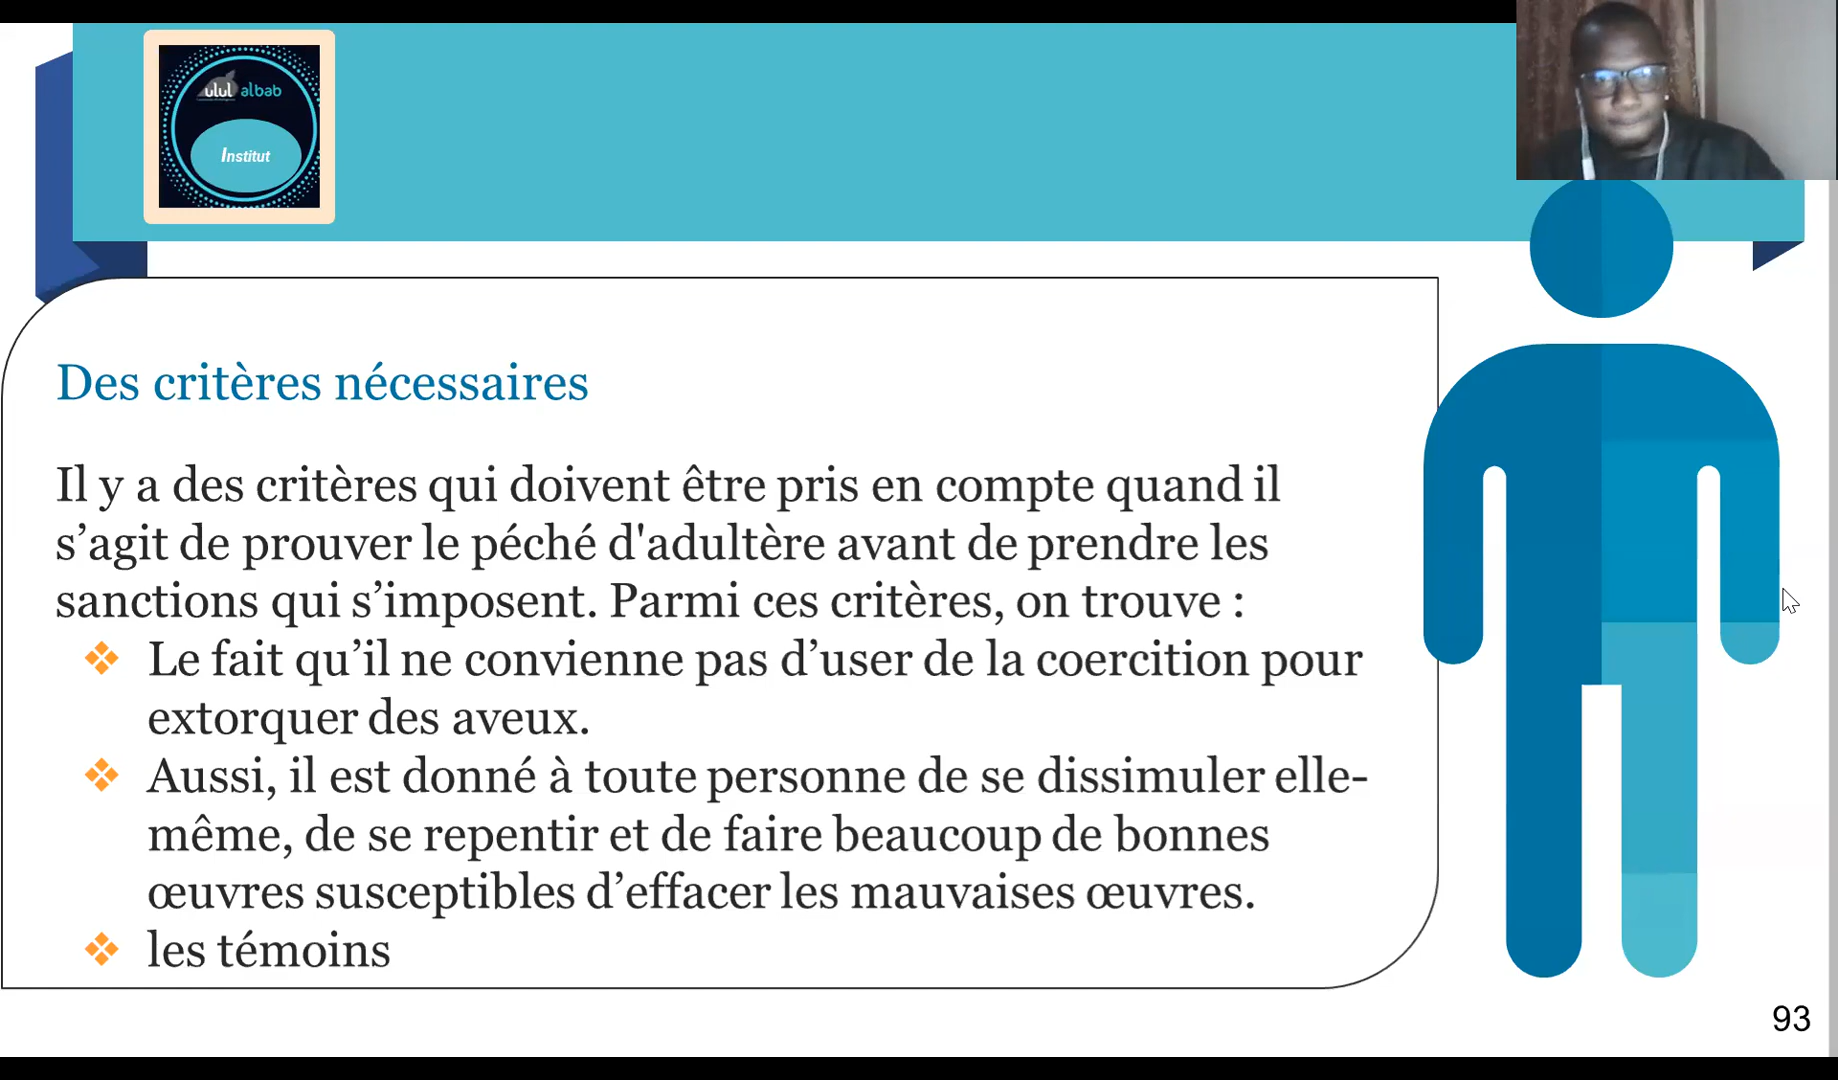 ulul albab
Institut
Des critères nécessaires
Il y a des critères qui doivent être pris en compte quand il
s’agit de prouver le péché d'adultère avant de prendre les
sanctions qui s’imposent. Parmi ces critères, on trouve :
❖ Le fait qu’il ne convienne pas d’user de la coercition pour
extorquer des aveux.
❖ Aussi, il est donné à toute personne de se dissimuler elle-
même, de se repentir et de faire beaucoup de bonnes
œuvres susceptibles d’effacer les mauvaises œuvres.
❖ les témoins
93